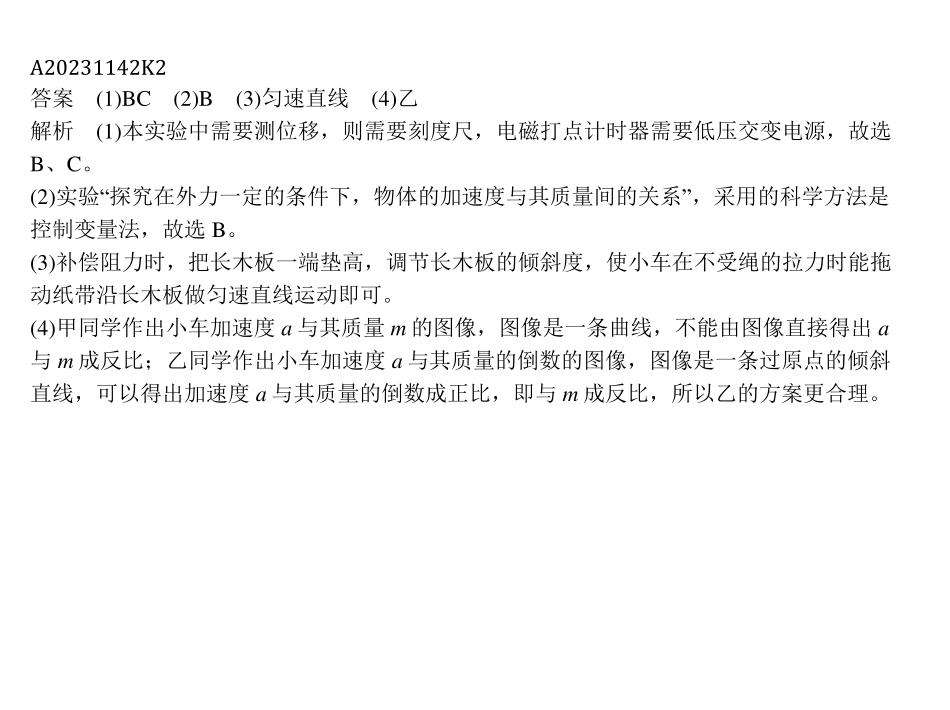 A20231142K2
答案　(1)BC　(2)B　(3)匀速直线　(4)乙
解析　(1)本实验中需要测位移，则需要刻度尺，电磁打点计时器需要低压交变电源，故选
B、C。
(2)实验“探究在外力一定的条件下，物体的加速度与其质量间的关系”，采用的科学方法是
控制变量法，故选 B。
(3)补偿阻力时，把长木板一端垫高，调节长木板的倾斜度，使小车在不受绳的拉力时能拖
动纸带沿长木板做匀速直线运动即可。
(4)甲同学作出小车加速度 a 与其质量 m 的图像，图像是一条曲线，不能由图像直接得出 a
与 m 成反比；乙同学作出小车加速度 a 与其质量的倒数的图像，图像是一条过原点的倾斜
直线，可以得出加速度 a 与其质量的倒数成正比，即与 m 成反比，所以乙的方案更合理。